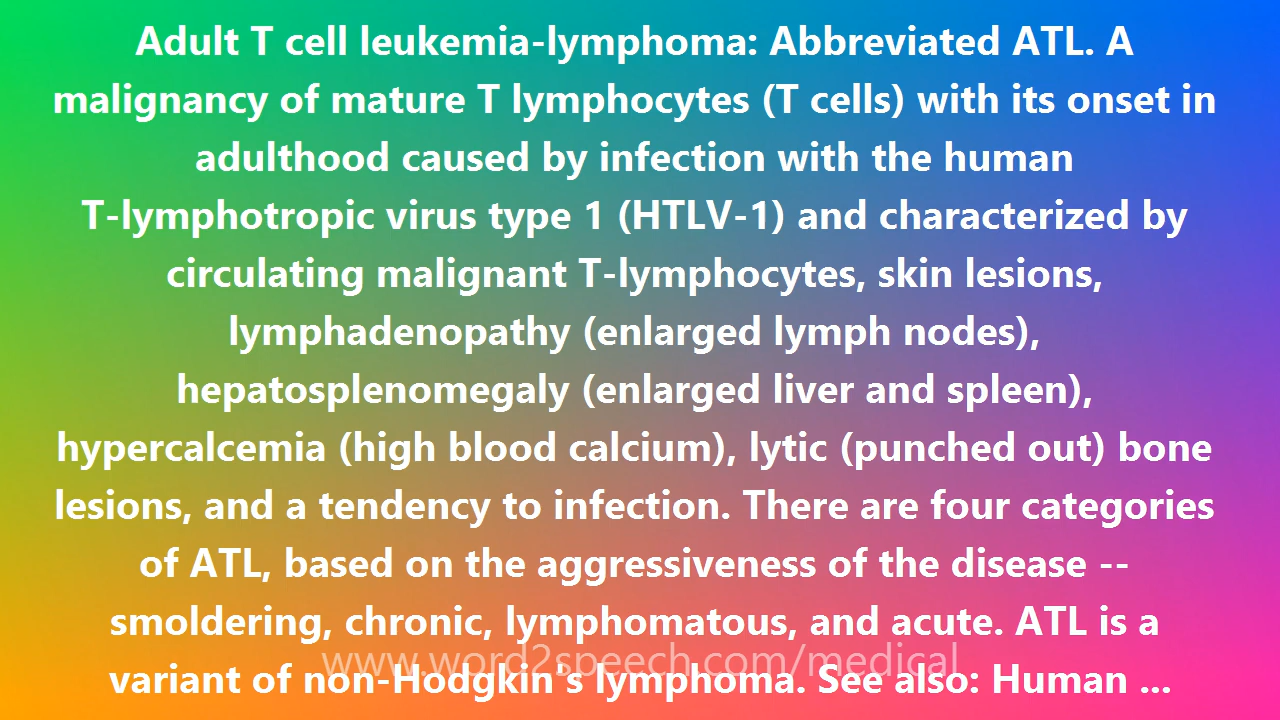 Adult T cell leukemia-lymphoma: Abbreviated ATL. A
malignancy of mature T lymphocytes (T cells) with its onset in
adulthood caused by infection with the human
T-lymphotropic virus type 1 (HTLV-1) and characterized by
circulating malignant T-lymphocytes, skin lesions,
lymphadenopathy (enlarged lymph nodes),
hepatosplenomegaly (enlarged liver and spleen),
hypercalcemia (high blood calcium), lytic (punched out) bone
lesions, and a tendency to infection. There are four categories
of ATL, based on the aggressiveness of the disease --
smoldering, chronic, lymphomatous, and acute. ATL is a
www.word2speech.com/medical
variant of non-Hodgkin's lymphoma. See also: Human ...